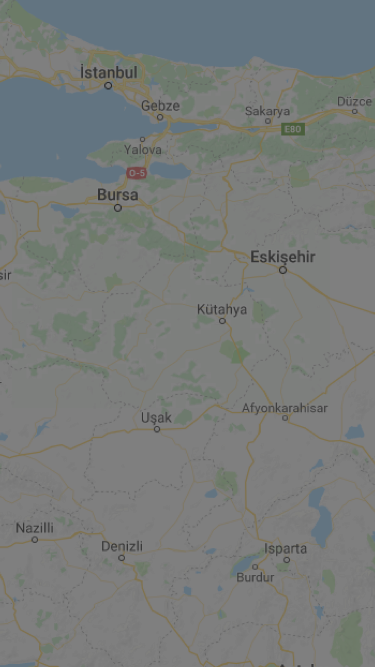 İstanbul
Gebze
Sakarya
Düzce
E80
Yalova
D-5
Bursa
Eskişehir
sir
Kütahya
Afyonkarahisar
Uşak
Nazilli
Denizli
Isparta
Burdur